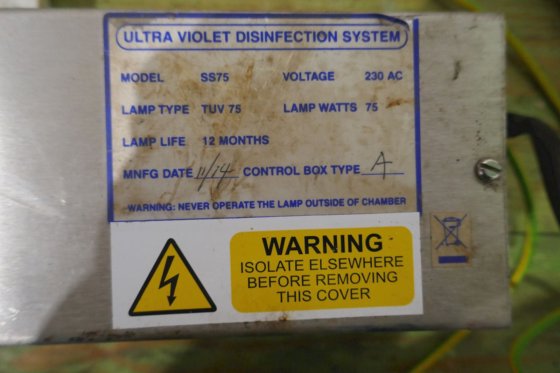 ULTRA VIOLET DISINFECTION SYSTEM
MODEL SS75 VOLTAGE 230 AC
LAMP TYPE TUV 75 LAMP WATTS 75
LAMP LIFE 12 MONTHS
MNFG DATE 11/14 CONTROL BOX TYPE A
WARNING: NEVER OPERATE THE LAMP OUTSIDE OF CHAMBER
WARNING
ISOLATE ELSEWHERE
BEFORE REMOVING
THIS COVER